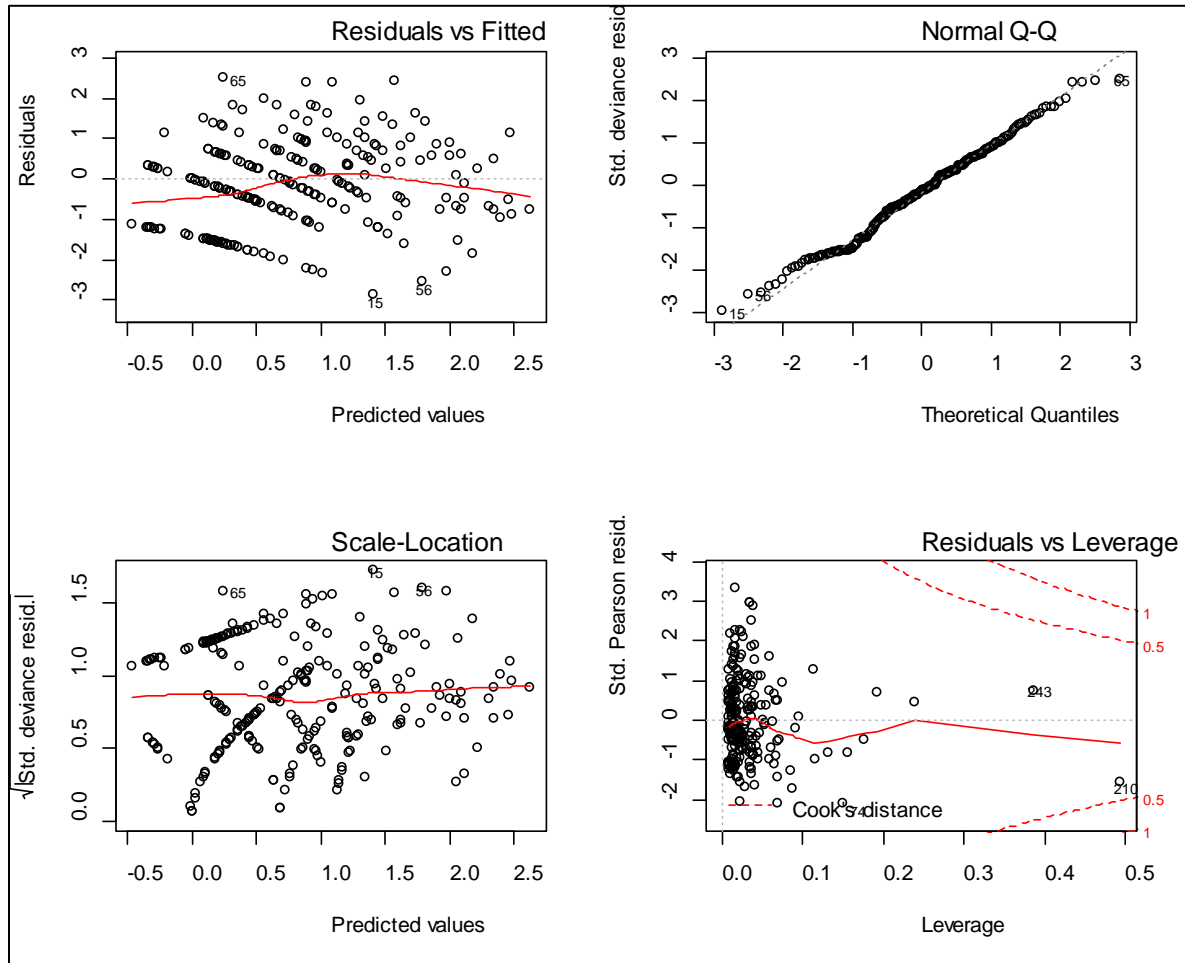 Residuals vs Fitted
Residuals
3
2
1
0
-1
-2
-3
65
15
56
-0.5 0.0 0.5 1.0 1.5 2.0 2.5
Predicted values
Normal Q-Q
Std. deviance resid
3
2
1
0
-1
-2
-3
65
56
15
-3 -2 -1 0 1 2 3
Theoretical Quantiles
Scale-Location
√|Std. deviance resid.|
1.5
1.0
0.5
0.0
15
65
56
-0.5 0.0 0.5 1.0 1.5 2.0 2.5
Predicted values
Residuals vs Leverage
Std. Pearson resid.
4
3
2
1
0
-1
-2
1
0.5
243
210
74
0.5
1
Cook's distance
0.0 0.1 0.2 0.3 0.4 0.5
Leverage